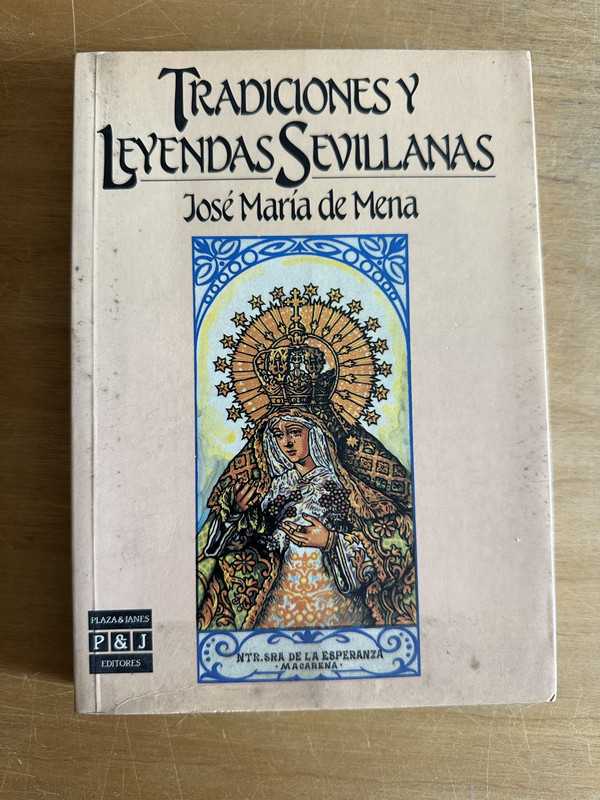 TRADICIONES Y
LEYENDAS SEVILLANAS
José María de Mena
NTR.SRA DE LA ESPERANZA
·MACARENA·
PLAZA & JANES
P & J
EDITORES